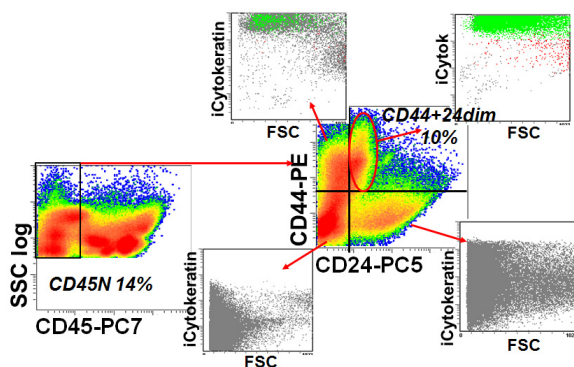 iCytokeratin
FSC
iCytok
FSC
CD44+24dim
10%
CD44-PE
CD24-PC5
SSC log
CD45N 14%
CD45-PC7
iCytokeratin
FSC
iCytokeratin
FSC